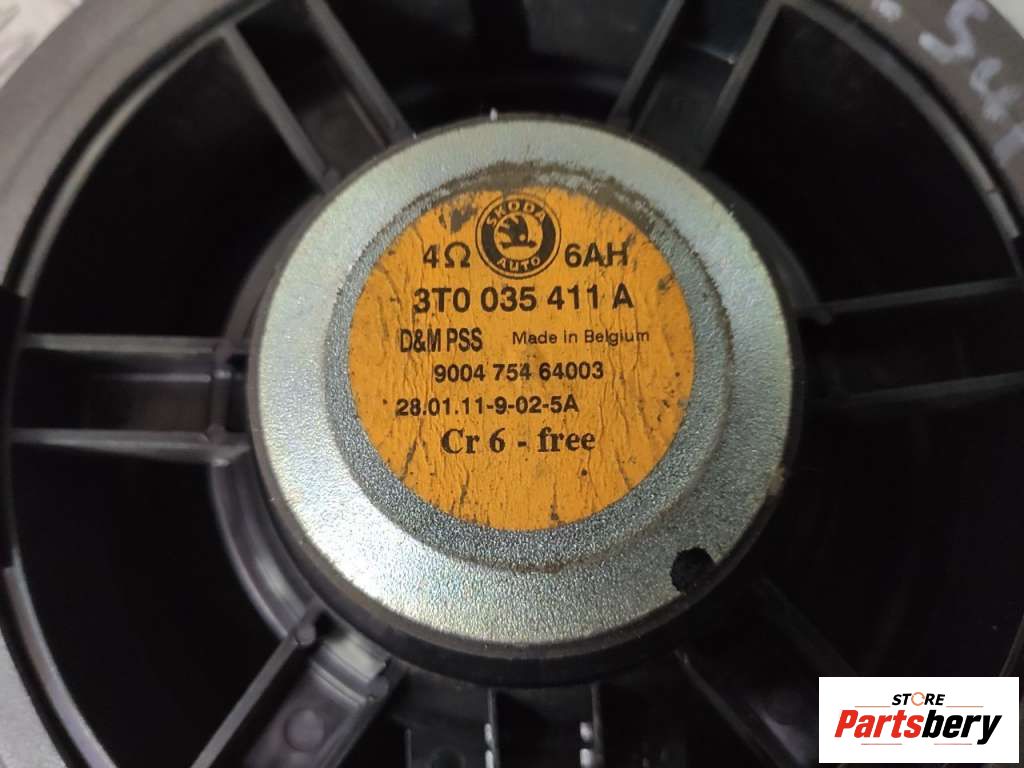 SKODA
AUTO
4Ω 6AH
3T0 035 411 A
D&M PSS Made in Belgium
9004 754 64003
28.01.11-9-02-5A
Cr 6 - free
STORE
Partsbery